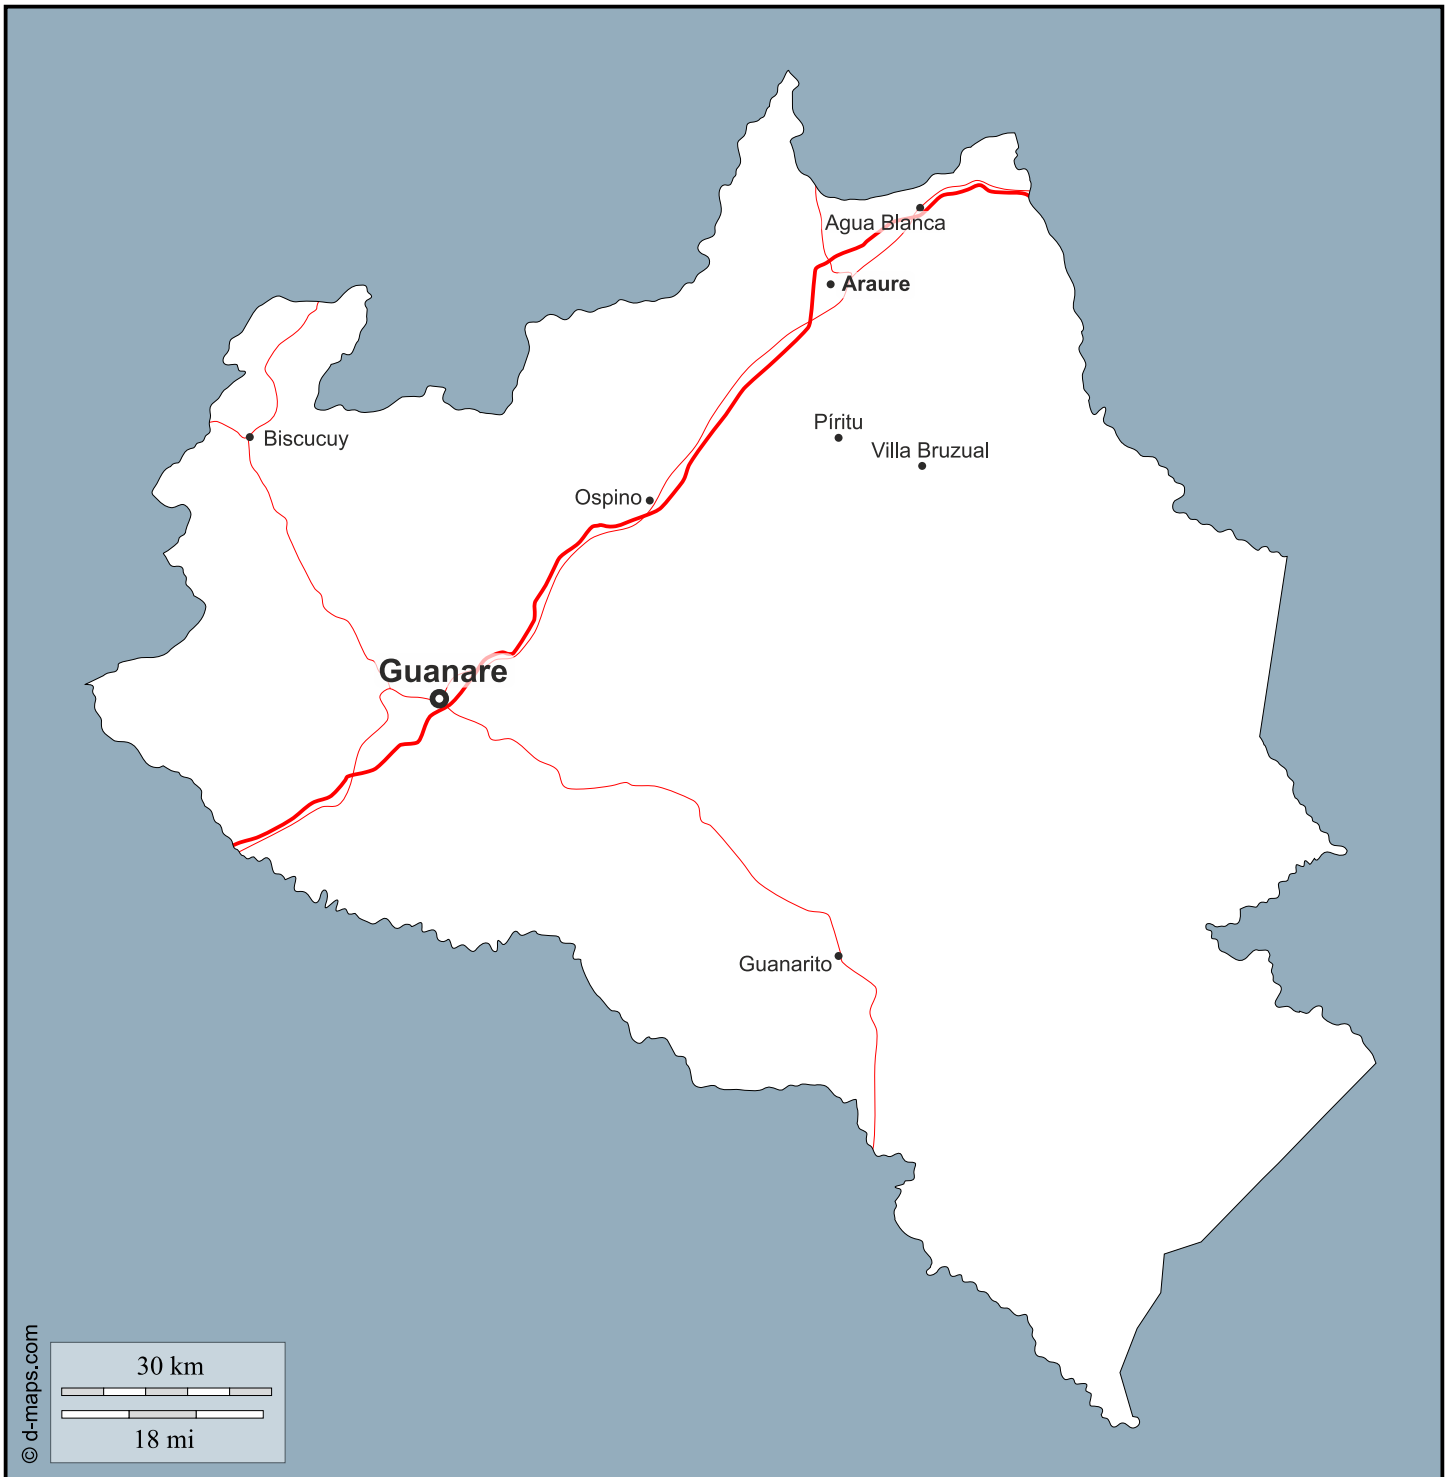 Agua Blanca
Araure
Píritu
Biscucuy
Villa Bruzual
Ospino
Guanare
Guanarito
30 km
18 mi
© d-maps.com